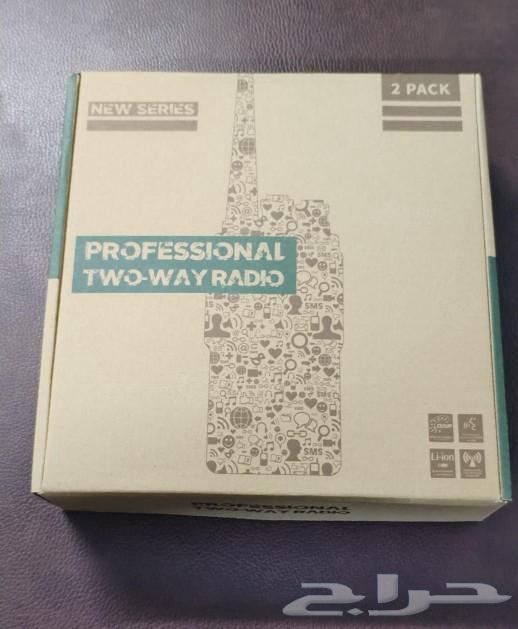 2 PACK
NEW SERIES
PROFESSIONAL
TWO-WAY RADIO
SMS
SMS
SMS
Li-ion
PROFESSIONAL
TWO-WAY RADIO
حراج